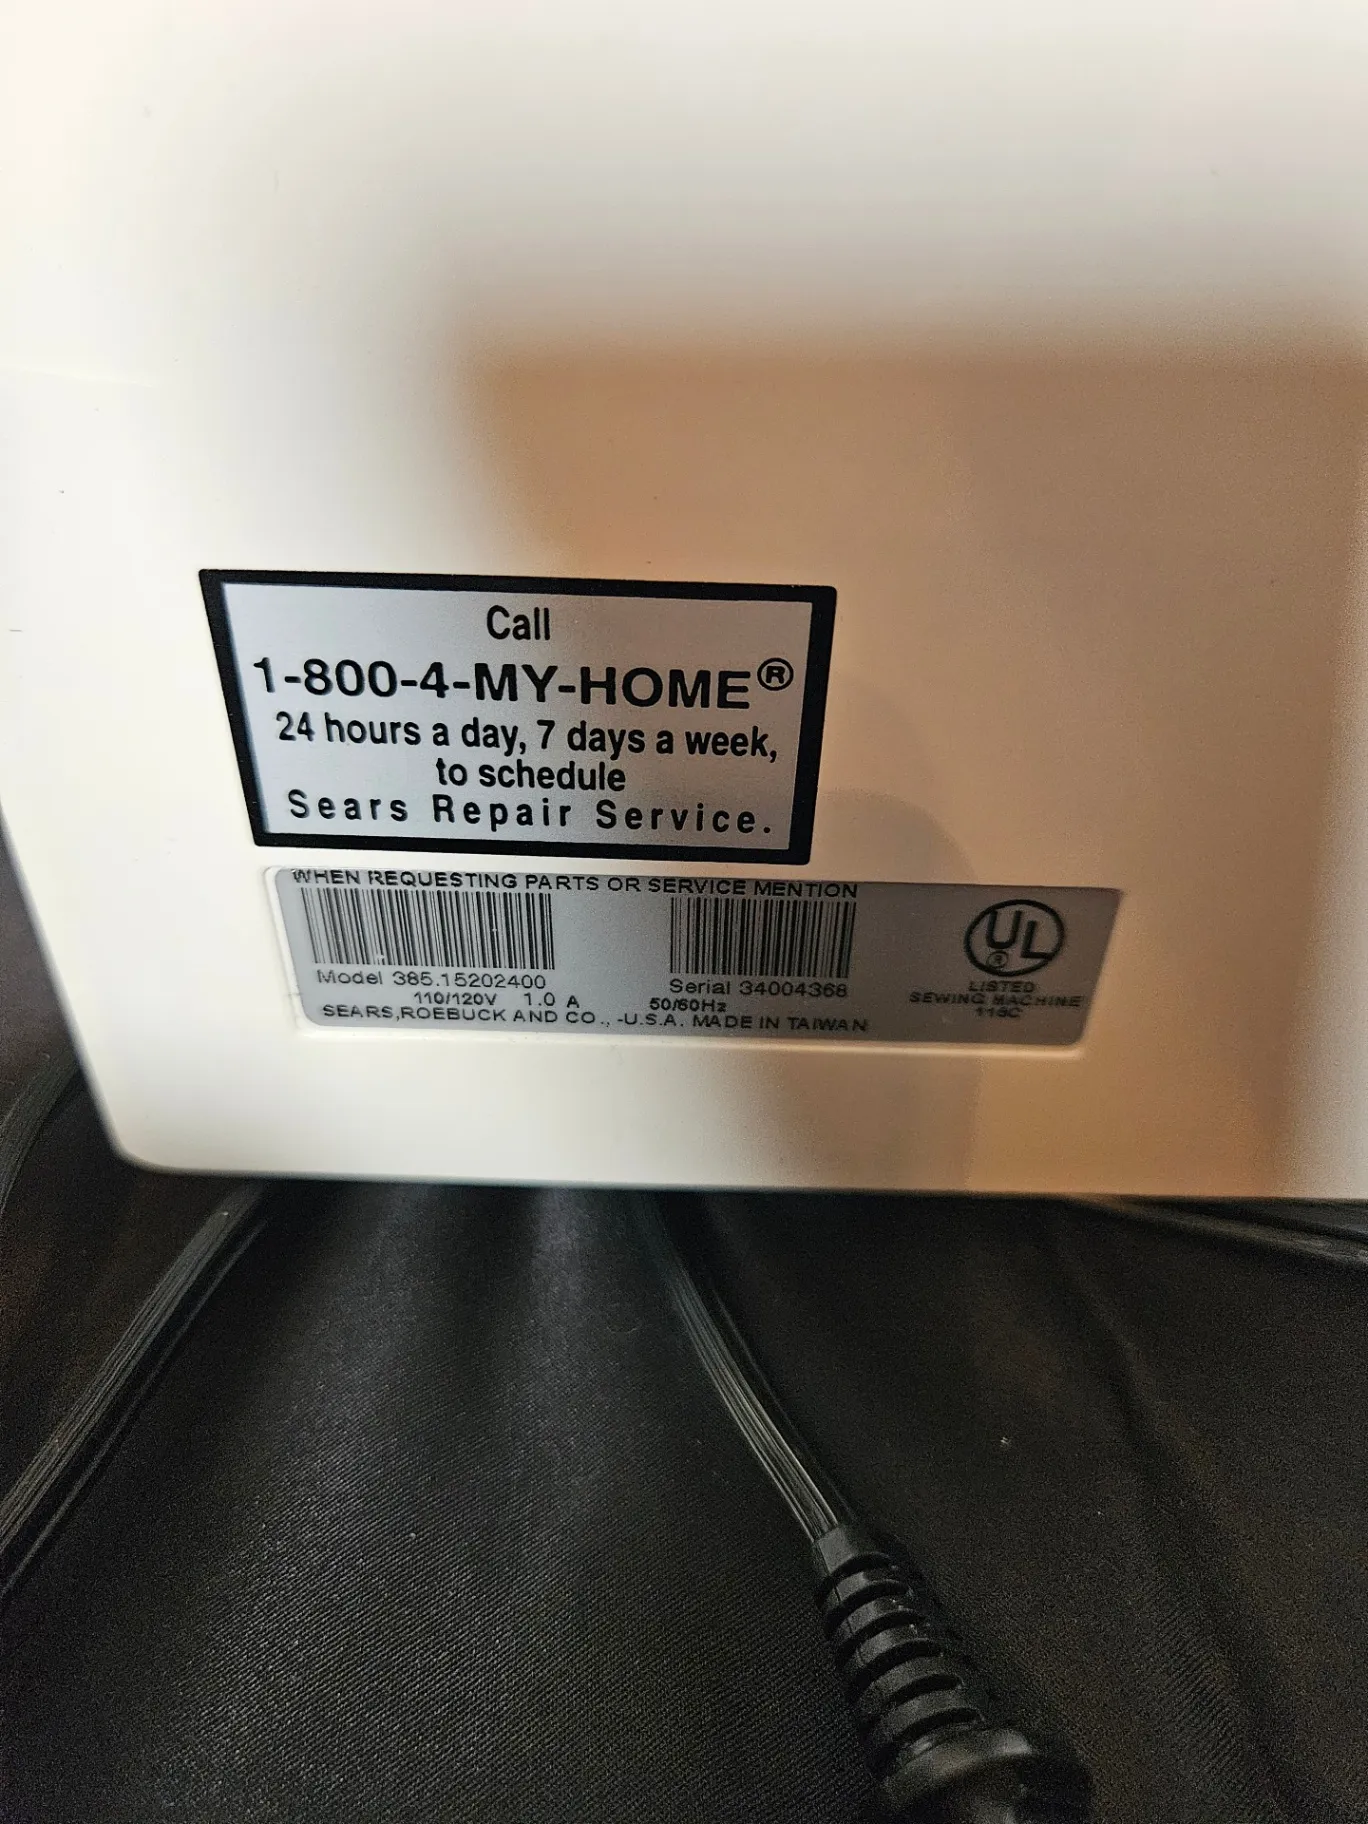 Call
1-800-4-MY-HOME®
24 hours a day, 7 days a week,
to schedule
Sears Repair Service.
WHEN REQUESTING PARTS OR SERVICE MENTION
Model 385.15202400
Serial 34004368
110/120V 1.0 A 50/60Hz
SEARS,ROEBUCK AND CO., -U.S.A. MADE IN TAIWAN
UL
®
LISTED
SEWING MACHINE